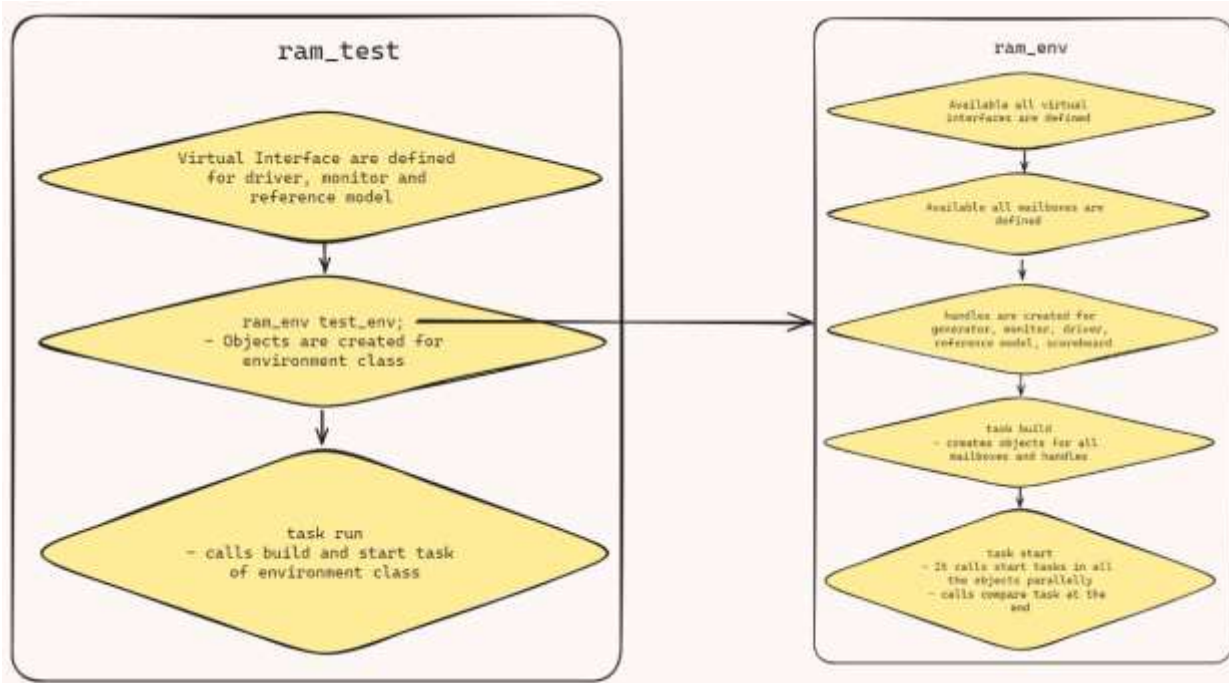 ram_test
Virtual Interface are defined
for driver, monitor and
reference model
ram_env test_env;
- Objects are created for
environment class
task run
- calls build and start task
of environment class
ram_env
Available all virtual
interfaces are defined
Available all mailboxes are
defined
handles are created for
generator, monitor, driver,
reference model, scoreboard
task build
- creates objects for all
mailboxes and handles
task start
- It calls start tasks in all
the objects parallelly
- calls compare task at the
end